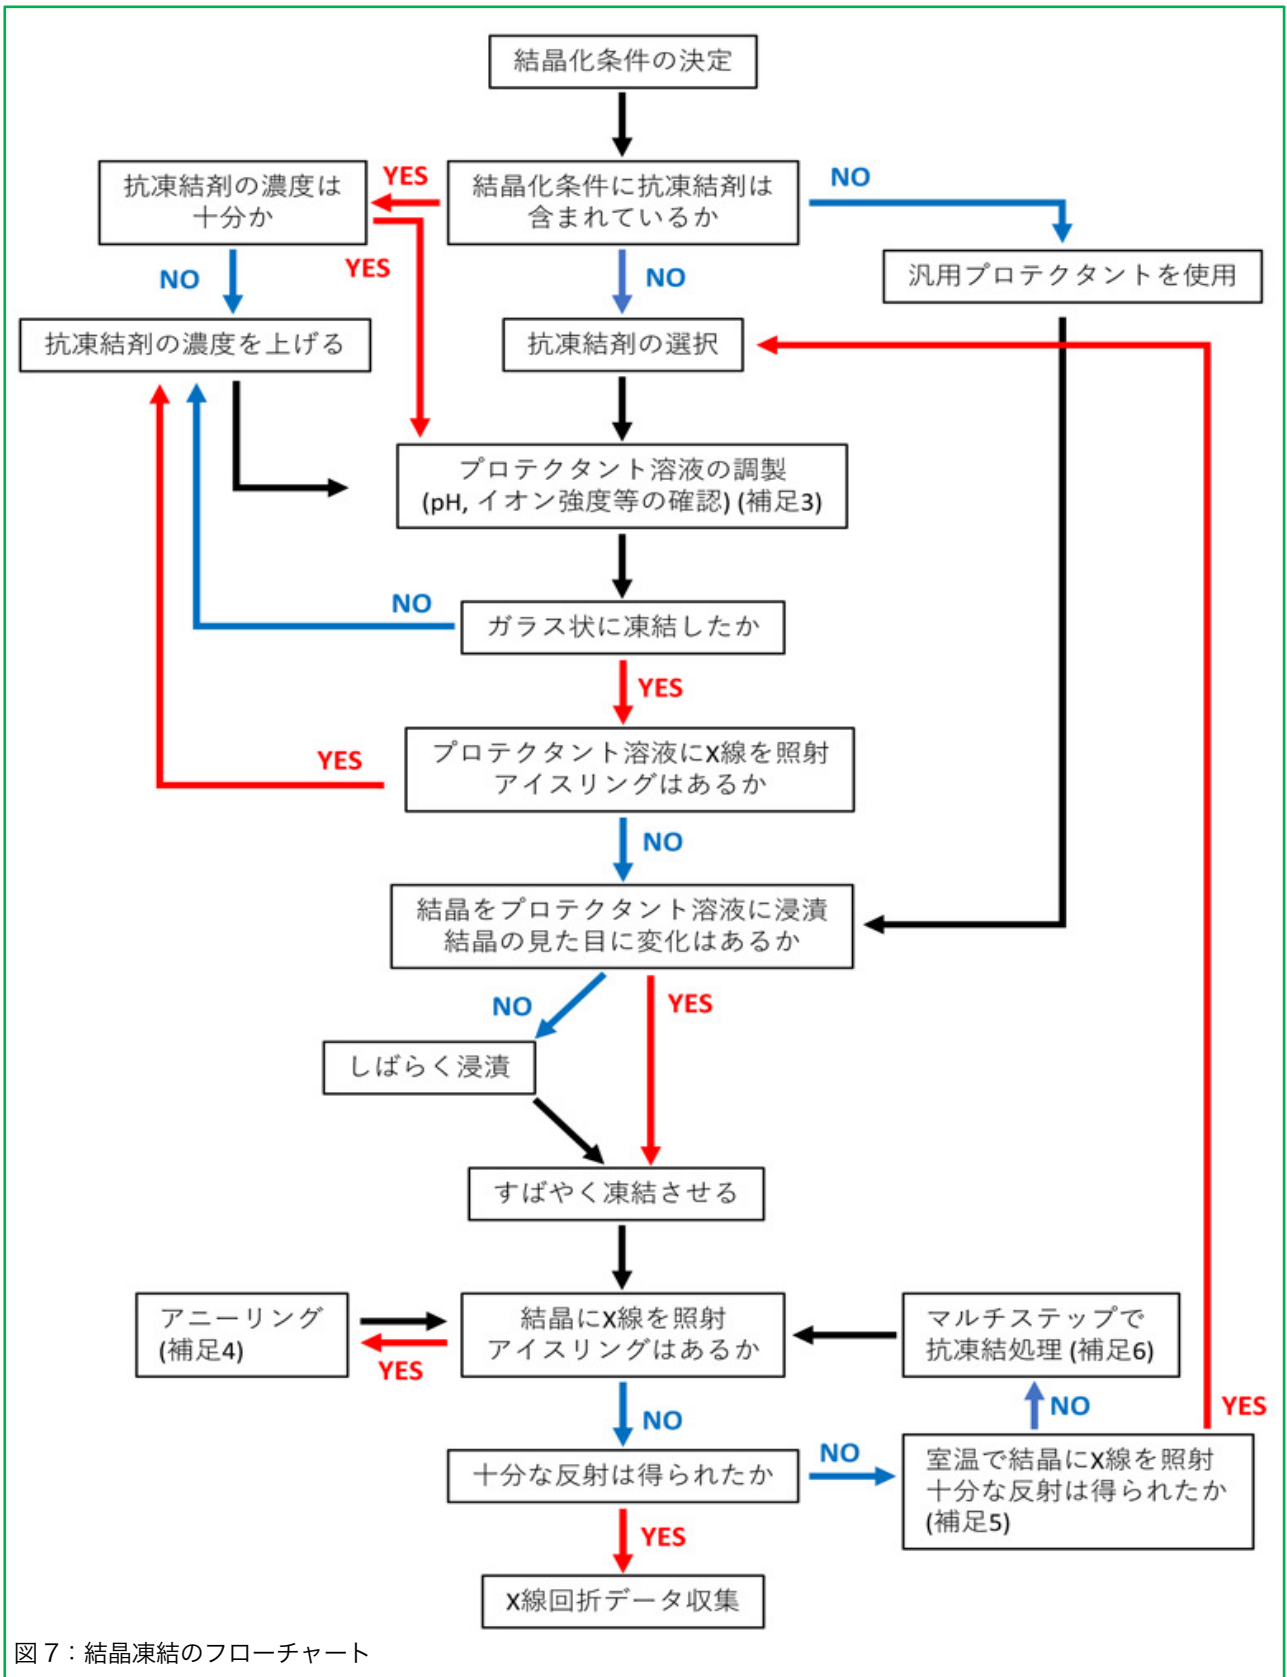 結晶化条件の決定
YES
抗凍結剤の濃度は
十分か
結晶化条件に抗凍結剤は
含まれているか
NO
NO
YES
NO
汎用プロテクタントを使用
抗凍結剤の濃度を上げる
抗凍結剤の選択
プロテクタント溶液の調製
(pH, イオン強度等の確認) (補足3)
NO
ガラス状に凍結したか
YES
YES
プロテクタント溶液にX線を照射
アイスリングはあるか
NO
結晶をプロテクタント溶液に浸漬
結晶の見た目に変化はあるか
NO
YES
しばらく浸漬
すばやく凍結させる
アニーリング
(補足4)
YES
結晶にX線を照射
アイスリングはあるか
マルチステップで
抗凍結処理 (補足6)
NO
NO
YES
十分な反射は得られたか
NO
室温で結晶にX線を照射
十分な反射は得られたか
(補足5)
YES
X線回折データ収集
図 7：結晶凍結のフローチャート